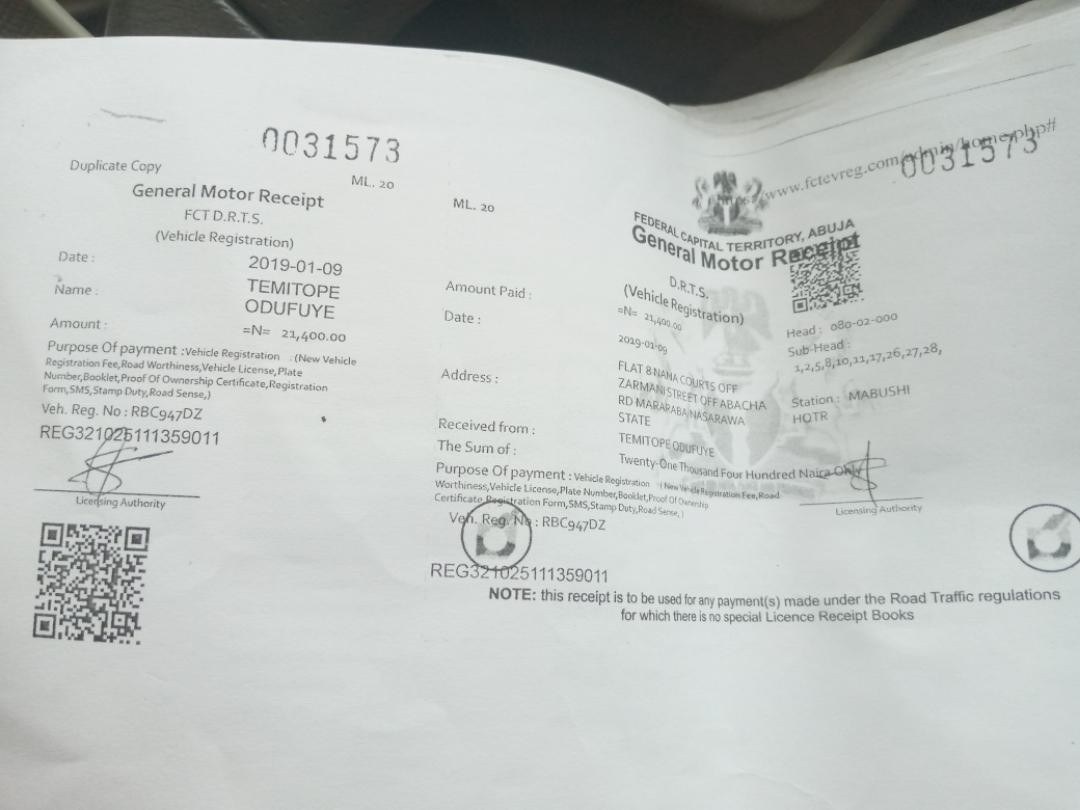 0031573
Duplicate Copy
ML. 20
General Motor Receipt
FCT D.R.T.S.
(Vehicle Registration)
Date : 2019-01-09
Name : TEMITOPE
ODUFUYE
Amount : =N= 21,400.00
Purpose Of payment :Vehicle Registration :(New Vehicle
Registration Fee,Road Worthiness,Vehicle License,Plate
Number,Booklet,Proof Of Ownership Certificate,Registration
Form,SMS,Stamp Duty,Road Sense,)
Veh. Reg. No : RBC947DZ
REG321025111359011
Licensing Authority
www.fctevreg.com/admin/home.php#
0031573
ML. 20
FEDERAL CAPITAL TERRITORY, ABUJA
General Motor Receipt
D.R.T.S.
(Vehicle Registration)
Amount Paid : =N= 21,400.00
Date : 2019-01-09
Head : 080-02-000
Sub-Head :
1,2,5,8,10,11,17,26,27,28,
Station : MABUSHI
HOTR
Address : FLAT 8 NANA COURTS OFF
ZARMANI STREET OFF ABACHA
RD MARARABA NASARAWA
STATE
Received from : TEMITOPE ODUFUYE
The Sum of : Twenty-One Thousand Four Hundred Naira Only
Purpose Of payment : Vehicle Registration :(New Vehicle Registration Fee,Road
Worthiness,Vehicle License,Plate Number,Booklet,Proof Of Ownership
Certificate,Registration Form,SMS,Stamp Duty,Road Sense,)
Licensing Authority
Veh. Reg. No : RBC947DZ
REG321025111359011
NOTE: this receipt is to be used for any payment(s) made under the Road Traffic regulations
for which there is no special Licence Receipt Books